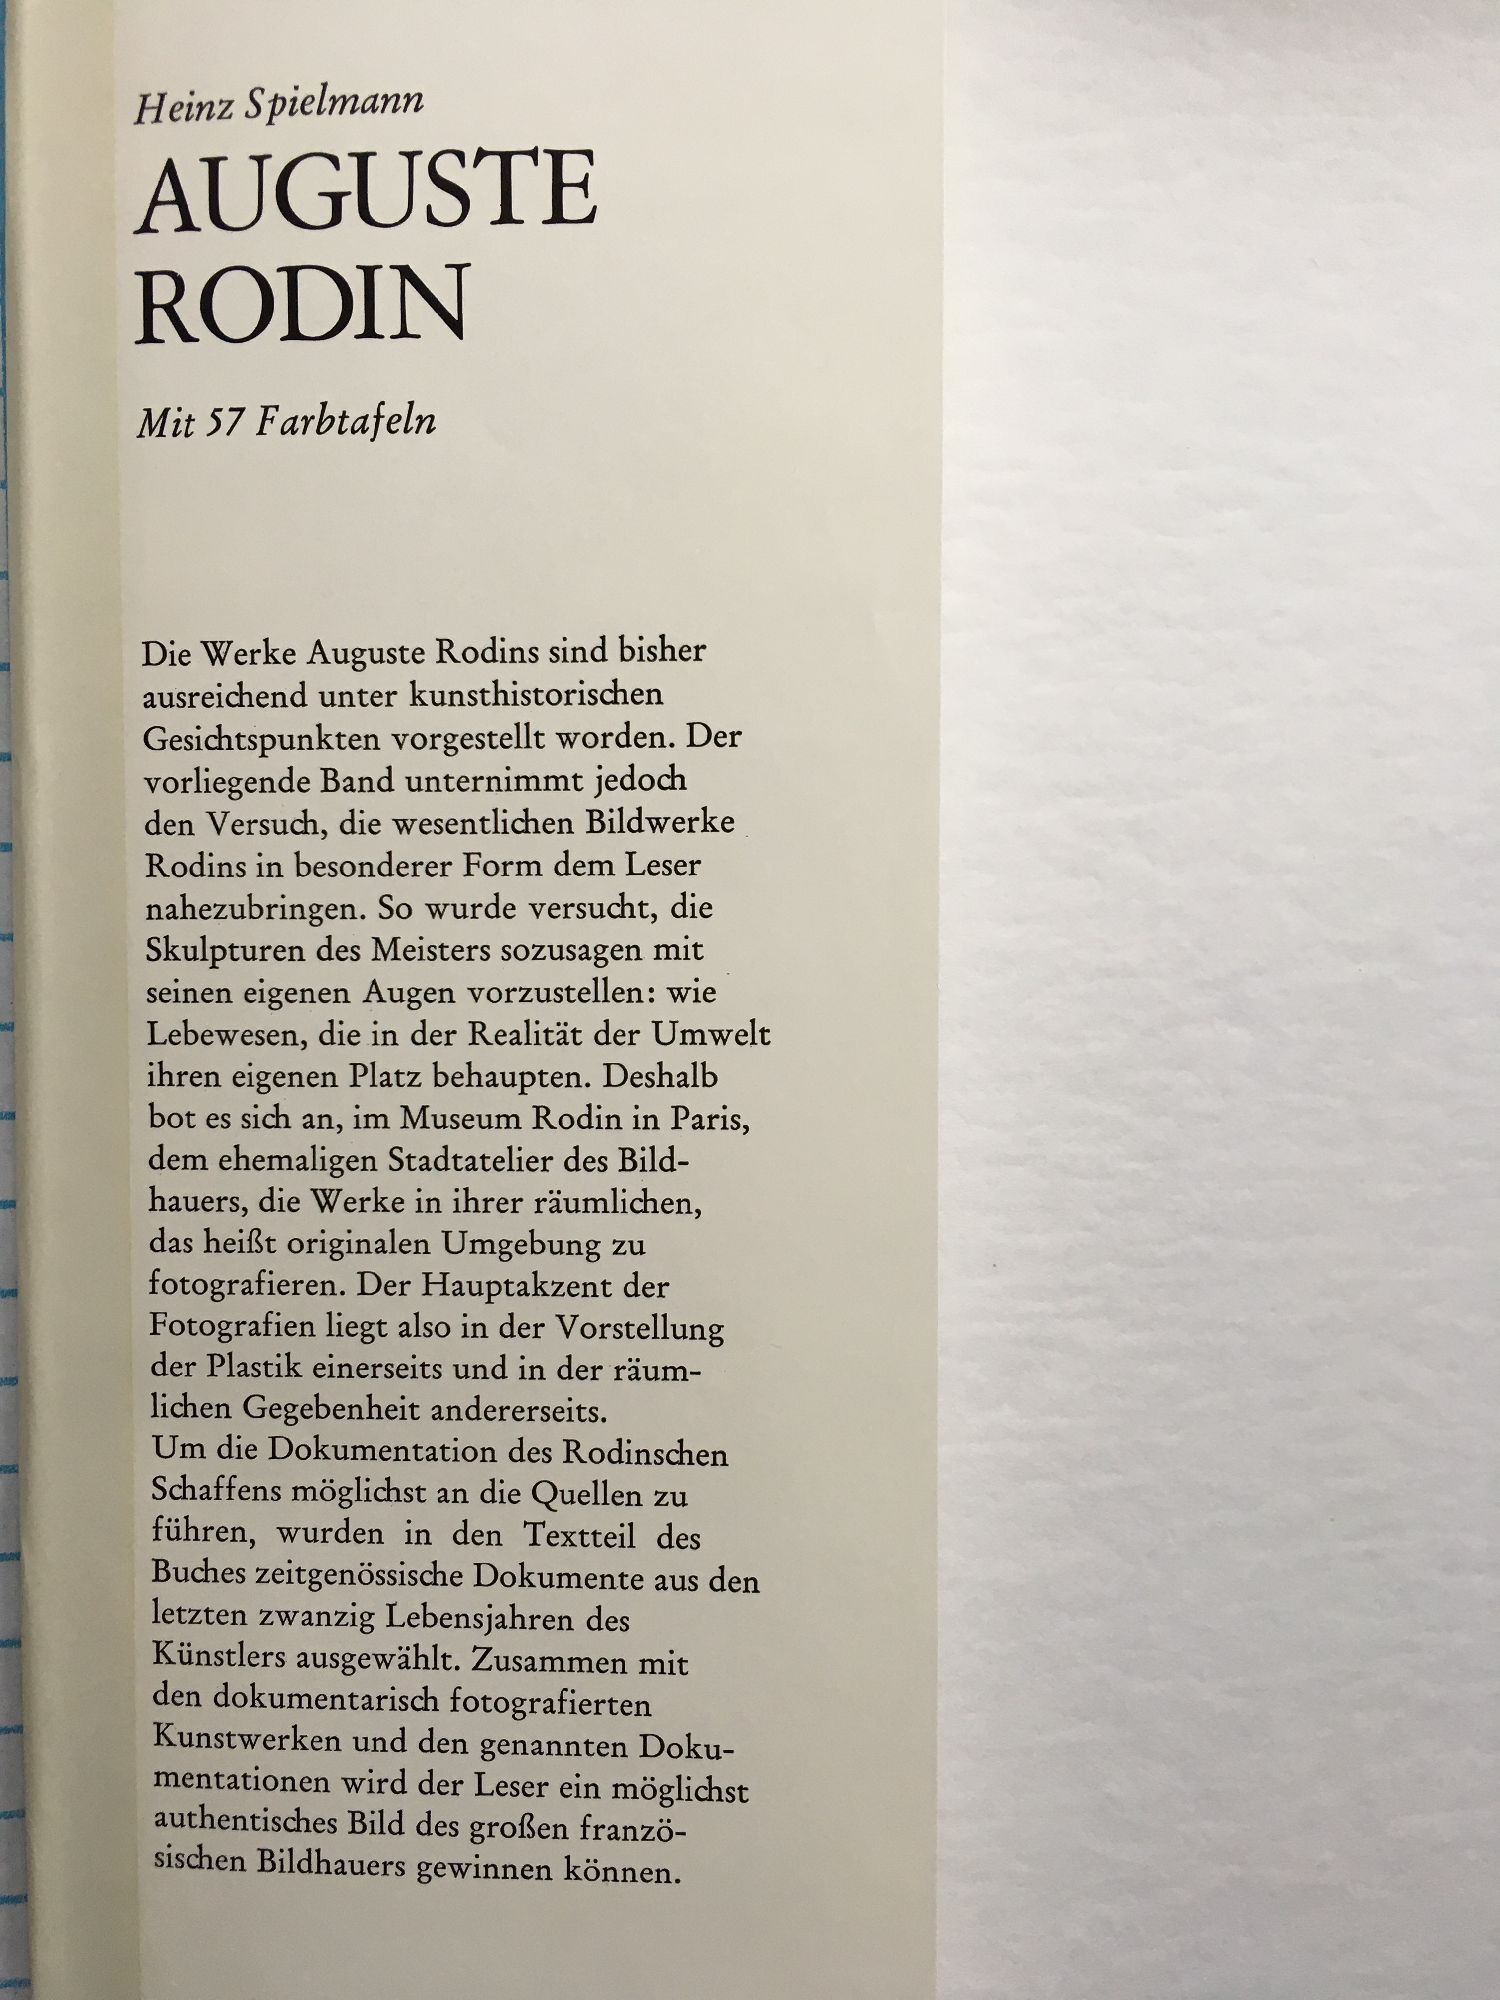 Heinz Spielmann
AUGUSTE
RODIN
Mit 57 Farbtafeln
Die Werke Auguste Rodins sind bisher
ausreichend unter kunsthistorischen
Gesichtspunkten vorgestellt worden. Der
vorliegende Band unternimmt jedoch
den Versuch, die wesentlichen Bildwerke
Rodins in besonderer Form dem Leser
nahezubringen. So wurde versucht, die
Skulpturen des Meisters sozusagen mit
seinen eigenen Augen vorzustellen: wie
Lebewesen, die in der Realität der Umwelt
ihren eigenen Platz behaupten. Deshalb
bot es sich an, im Museum Rodin in Paris,
dem ehemaligen Stadtatelier des Bild-
hauers, die Werke in ihrer räumlichen,
das heißt originalen Umgebung zu
fotografieren. Der Hauptakzent der
Fotografien liegt also in der Vorstellung
der Plastik einerseits und in der räum-
lichen Gegebenheit andererseits.
Um die Dokumentation des Rodinschen
Schaffens möglichst an die Quellen zu
führen, wurden in den Textteil des
Buches zeitgenössische Dokumente aus den
letzten zwanzig Lebensjahren des
Künstlers ausgewählt. Zusammen mit
den dokumentarisch fotografierten
Kunstwerken und den genannten Doku-
mentationen wird der Leser ein möglichst
authentisches Bild des großen franzö-
sischen Bildhauers gewinnen können.